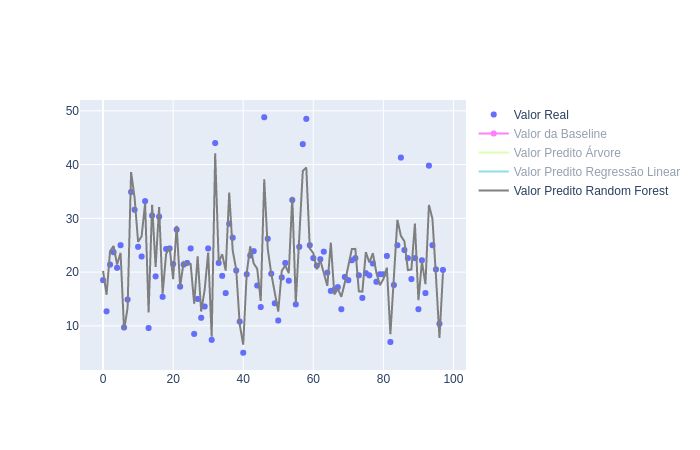 50
40
30
20
10
0
20
40
60
80
100
Valor Real
Valor da Baseline
Valor Predito Árvore
Valor Predito Regressão Linear
Valor Predito Random Forest